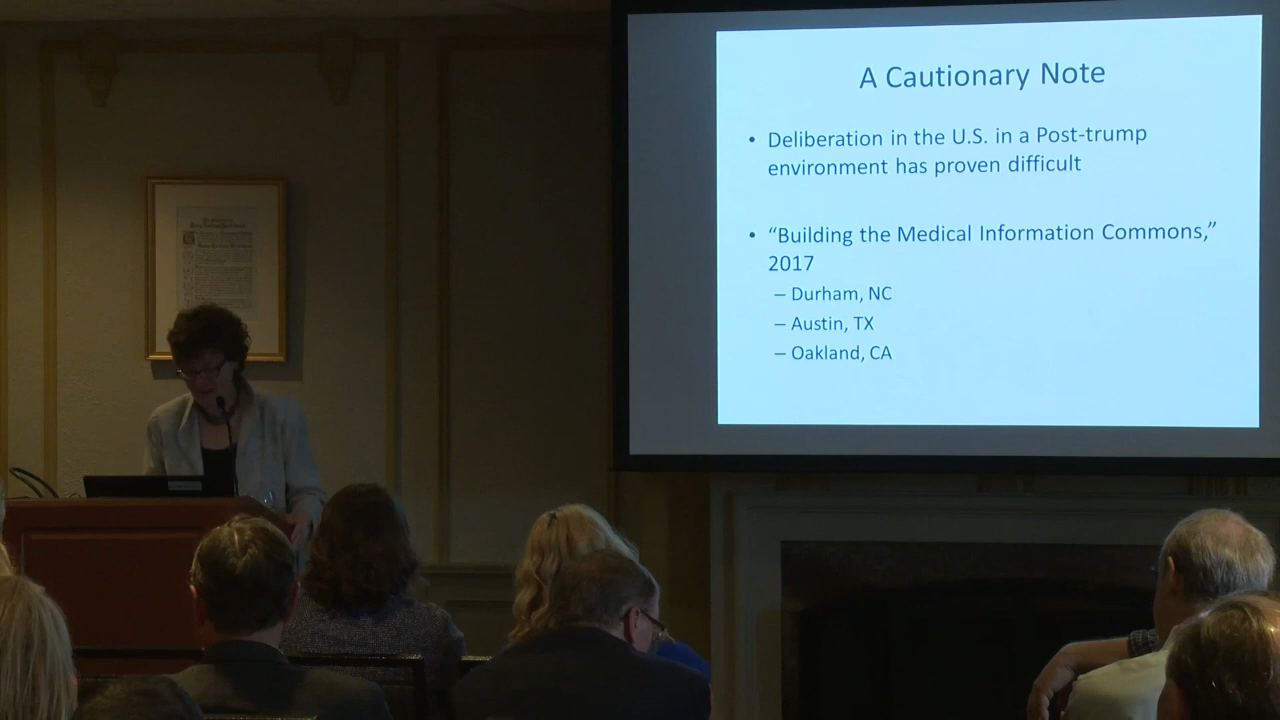 A Cautionary Note
• Deliberation in the U.S. in a Post-trump
environment has proven difficult
• “Building the Medical Information Commons,”
2017
– Durham, NC
– Austin, TX
– Oakland, CA